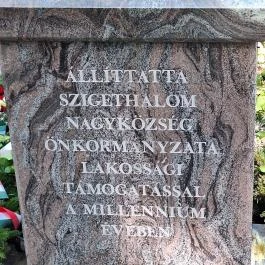 ÁLLÍTTATTA
SZIGETHALOM
NAGYKÖZSÉG
ÖNKORMÁNYZATA
LAKOSSÁGI
TÁMOGATÁSSAL
A MILLENNIUM
ÉVÉBEN